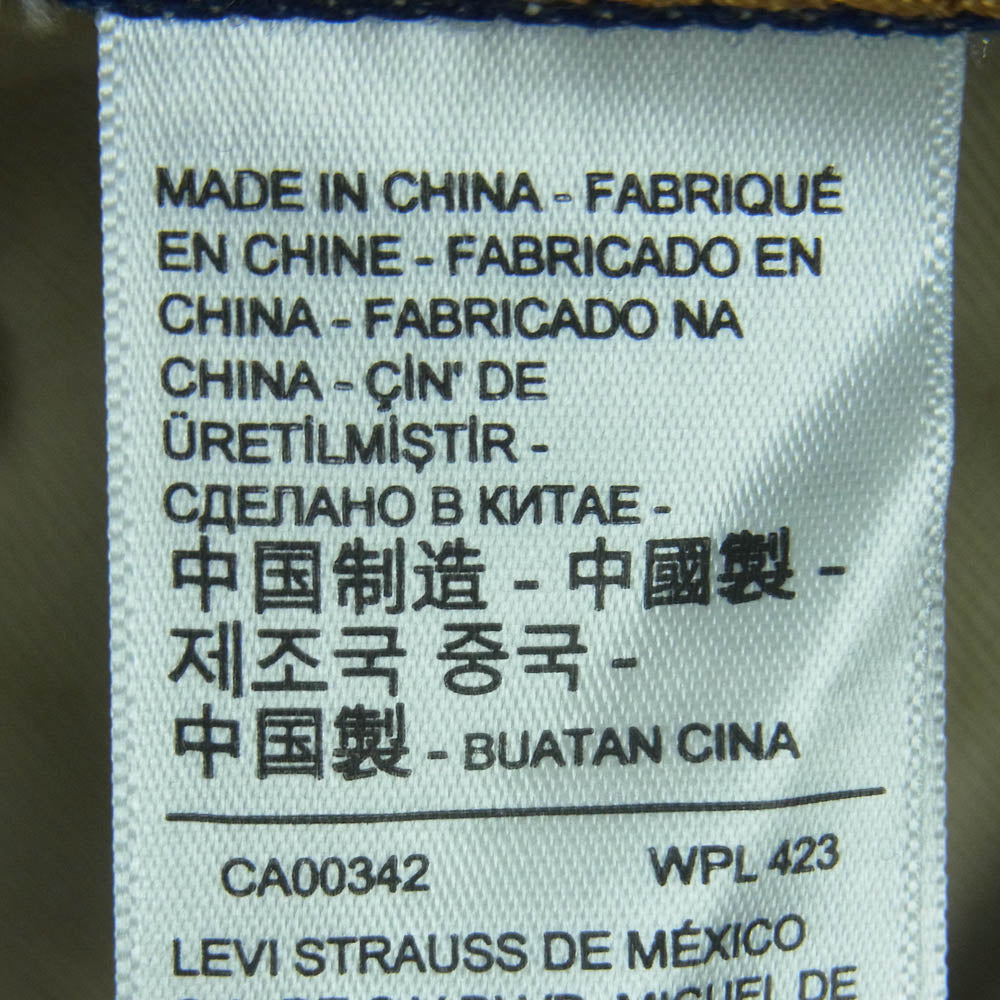 MADE IN CHINA - FABRIQUÉ
EN CHINE - FABRICADO EN
CHINA - FABRICADO NA
CHINA - ÇİN' DE
ÜRETİLMİŞTİR -
СДЕЛАНО В КИТАЕ -
中国制造 - 中國製 -
제조국 중국 -
中国製 - BUATAN CINA
CA00342 WPL 423
LEVI STRAUSS DE MÉXICO
MIGUEL DE